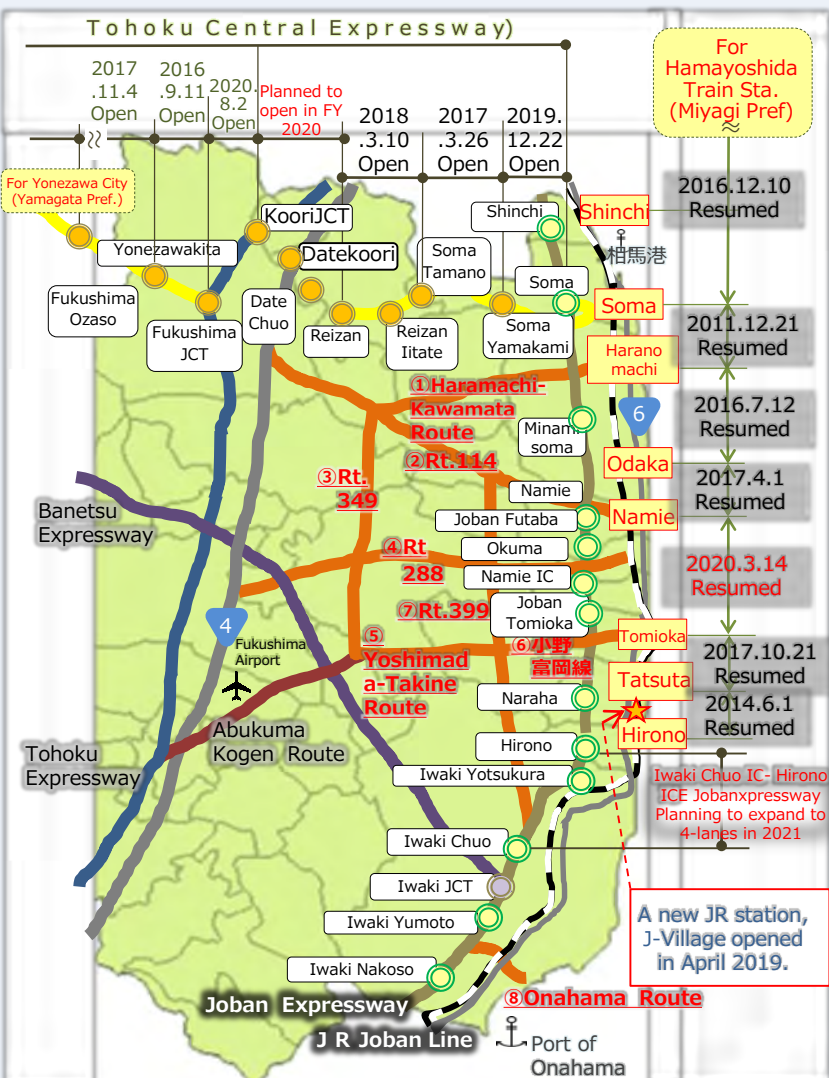 Tohoku Central Expressway)
For
Hamayoshida
Train Sta.
(Miyagi Pref)
≈
2017
.11.4
Open
2016
.9.11
Open
2020.
8.2
Open
Planned to
open in FY
2020
2018
.3.10
Open
2017
.3.26
Open
2019.
12.22
Open
≈
For Yonezawa City
(Yamagata Pref.)
KooriJCT
Shinchi
Shinchi
2016.12.10
Resumed
相馬港
Yonezawakita
Datekoori
Soma
Tamano
Soma
Soma
Fukushima
Ozaso
Fukushima
JCT
Date
Chuo
Reizan
Reizan
Iitate
Soma
Yamakami
2011.12.21
Resumed
Harano
machi
①Haramachi-
Kawamata
Route
6
2016.7.12
Resumed
Minami
soma
②Rt.114
Odaka
③Rt.
349
2017.4.1
Resumed
Namie
Namie
Banetsu
Expressway
Joban Futaba
④Rt
288
Okuma
2020.3.14
Resumed
Namie IC
⑦Rt.399
Joban
Tomioka
4
Fukushima
Airport
⑤
Yoshimad
a-Takine
Route
⑥小野
富岡線
Tomioka
2017.10.21
Resumed
Tatsuta
Naraha
2014.6.1
Resumed
Abukuma
Kogen Route
Hirono
Hirono
Tohoku
Expressway
Iwaki Yotsukura
Iwaki Chuo IC- Hirono
ICE Jobanxpressway
Planning to expand to
4-lanes in 2021
Iwaki Chuo
Iwaki JCT
A new JR station,
J-Village opened
in April 2019.
Iwaki Yumoto
Iwaki Nakoso
Joban Expressway
⑧Onahama Route
J R Joban Line
Port of
Onahama